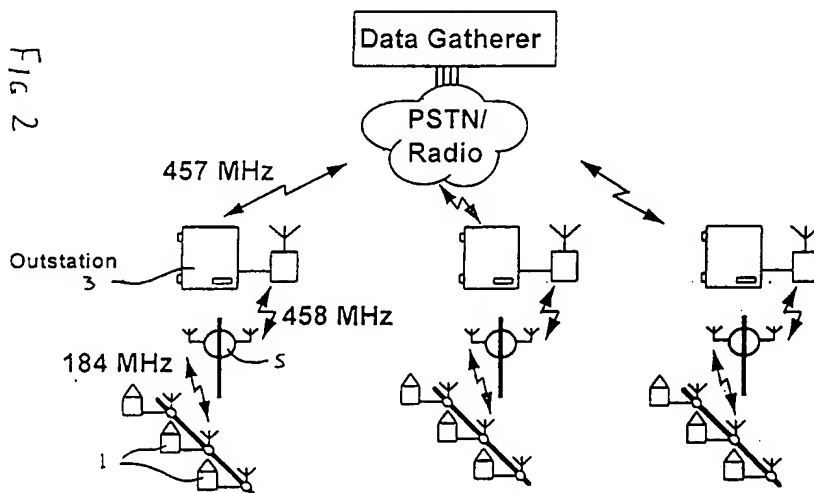 Data Gatherer
FIG 2
PSTN/
Radio
457 MHz
Outstation
3
458 MHz
5
184 MHz
1